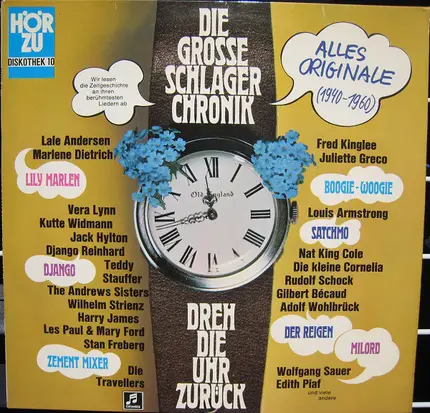 HÖR
ZU
DISKOTHEK 10
DIE
GROSSE
SCHLAGER
CHRONIK
Wir lesen
die Zeitgeschichte
an ihren
berühmtesten
Liedern ab
ALLES
ORIGINALE
(1940-1960)
Lale Andersen
Marlene Dietrich
LILY MARLEN
Vera Lynn
Kutte Widmann
Jack Hylton
Django Reinhard
DJANGO
Teddy
Stauffer
The Andrews Sisters
Wilhelm Strienz
Harry James
Les Paul & Mary Ford
Stan Freberg
ZEMENT MIXER
Die
Travellers
Old England
Fred Kinglee
Juliette Greco
BOOGIE-WOOGIE
Louis Armstrong
SATCHMO
Nat King Cole
Die kleine Cornelia
Rudolf Schock
Gilbert Bécaud
Adolf Wohlbrück
DER REIGEN
MILORD
Wolfgang Sauer
Edith Piaf
und viele
andere
DREH
DIE
UHR
ZURÜCK
Columbia